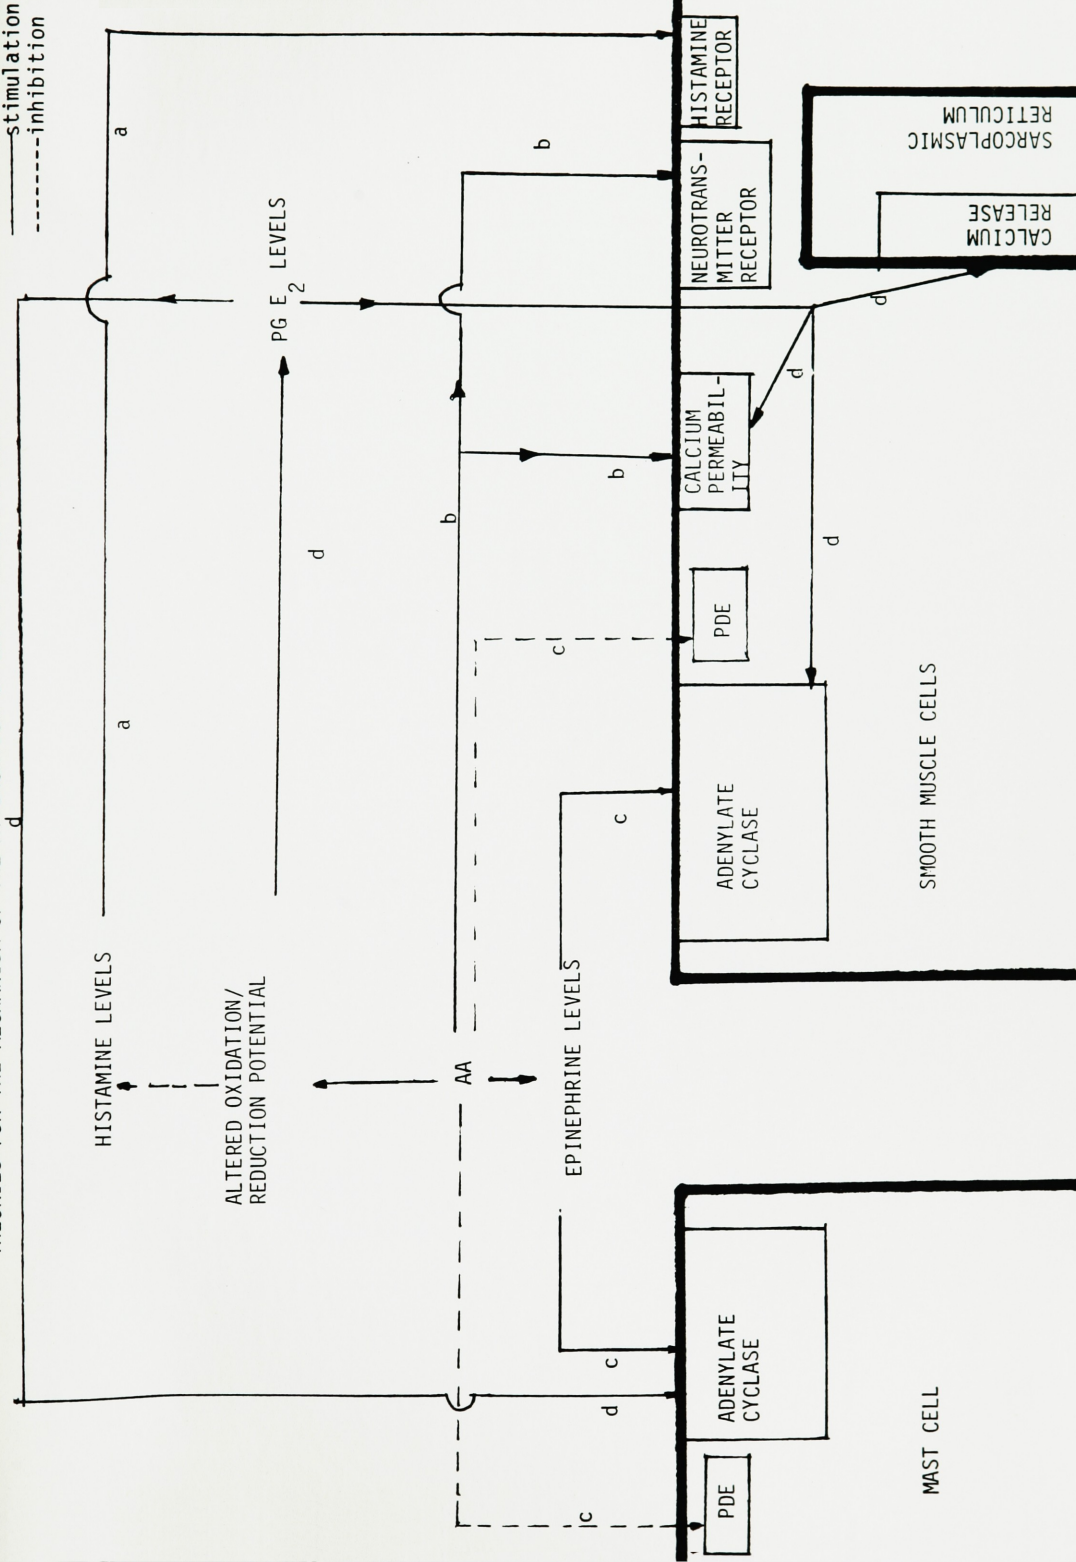 stimulation
inhibition
d
HISTAMINE LEVELS
a
a
ALTERED OXIDATION/
REDUCTION POTENTIAL
d
PG E2 LEVELS
AA
b
b
b
c
c
EPINEPHRINE LEVELS
c
c
d
PDE
ADENYLATE
CYCLASE
MAST CELL
ADENYLATE
CYCLASE
PDE
CALCIUM
PERMEABIL-
ITY
NEUROTRANS-
MITTER
RECEPTOR
HISTAMINE
RECEPTOR
d
d
d
SMOOTH MUSCLE CELLS
CALCIUM
RELEASE
SARCOPLASMIC
RETICULUM